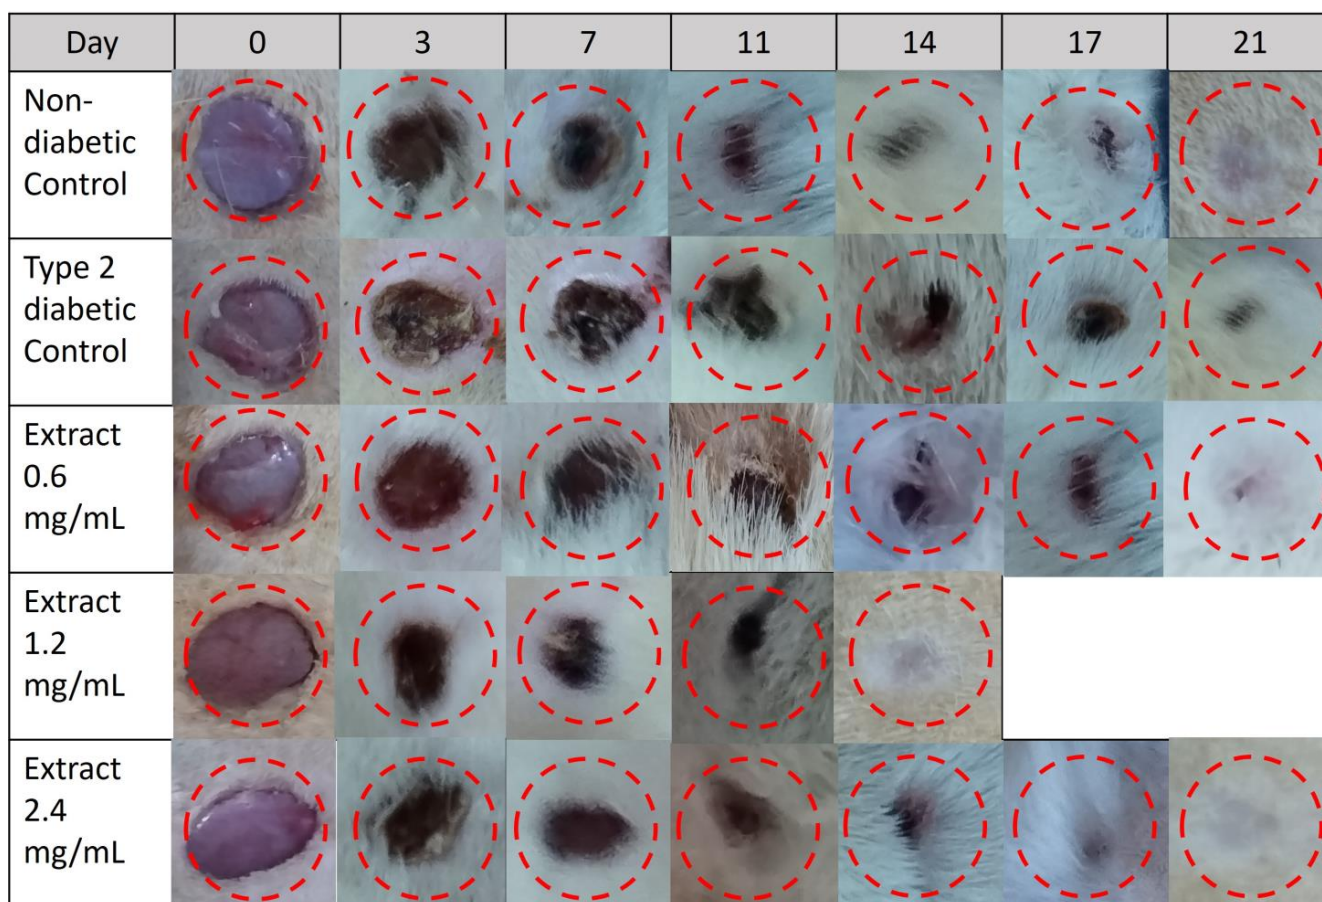 Day 0 3 7 11 14 17 21
Non-
diabetic
Control
Type 2
diabetic
Control
Extract
0.6
mg/mL
Extract
1.2
mg/mL
Extract
2.4
mg/mL